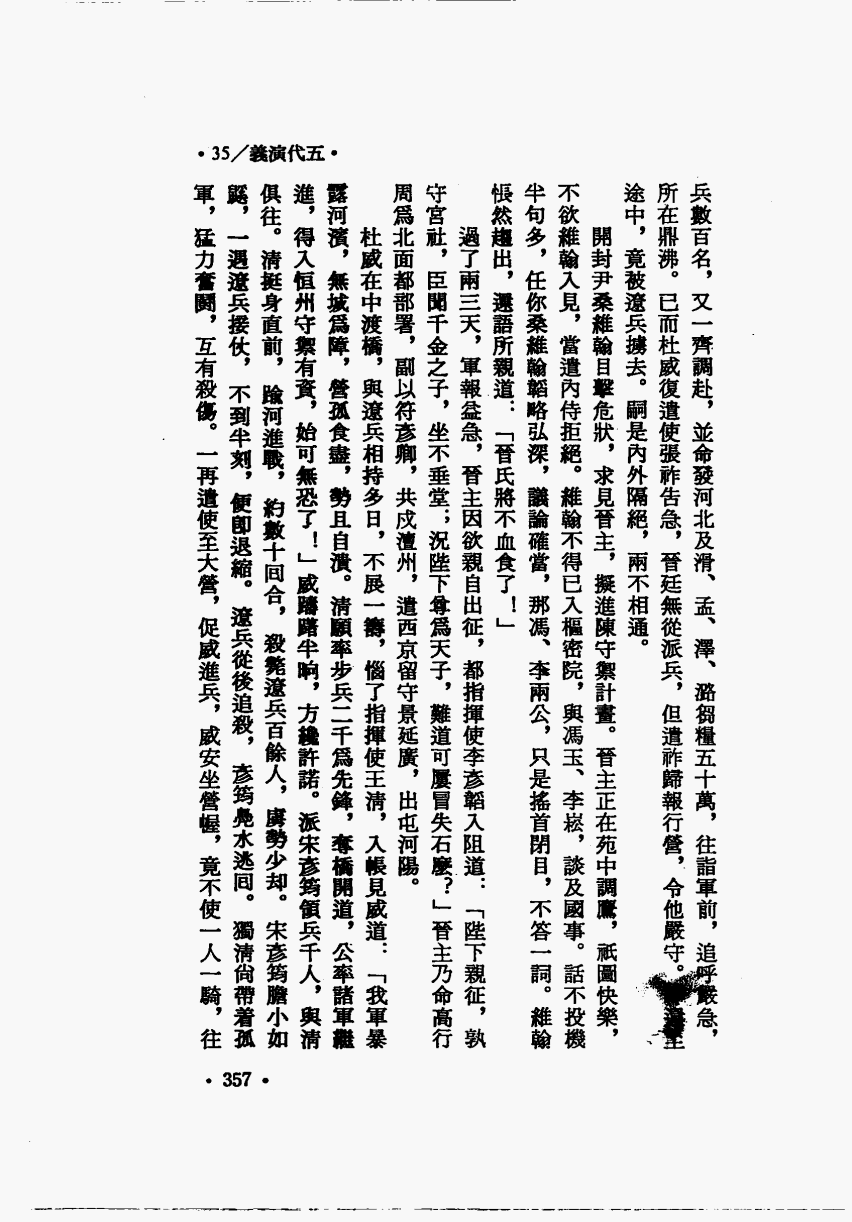 •35／義演代五•
兵數百名，又一齊調赴，並命發河北及滑、孟、澤、潞芻糧五十萬，往詣軍前，追呼嚴急，
所在鼎沸。已而杜威復遣使張祚告急，晉廷無從派兵，但遣祚歸報行營，令他嚴守。
途中，竟被遼兵擄去。嗣是內外隔絕，兩不相通。
開封尹桑維翰目擊危狀，求見晉主，擬進陳守禦計畫。晉主正在苑中調鷹，祇圖快樂，
不欲維翰入見，當遣內侍拒絕。維翰不得已入樞密院，與馮玉、李崧，談及國事。話不投機
半句多，任你桑維翰韜略弘深，議論確當，那馮、李兩公，只是搖首閉目，不答一詞。維翰
悵然趨出，還語所親道：「晉氏將不血食了！」
過了兩三天，軍報益急，晉主因欲親自出征，都指揮使李彥韜入阻道：「陛下親征，孰
守宮社，臣聞千金之子，坐不垂堂；況陛下尊爲天子，難道可屢冒失石麼？」晉主乃命高行
周爲北面都部署，副以符彥卿，共戍澶州，遣西京留守景延廣，出屯河陽。
杜威在中渡橋，與遼兵相持多日，不展一籌，惱了指揮使王清，入帳見威道：「我軍暴
露河濱，無城爲障，營孤食盡，勢且自潰。清願率步兵二千爲先鋒，奪橋開道，公率諸軍繼
進，得入恒州守禦有資，始可無恐了！」威躊躇半晌，方纔許諾。派宋彥筠領兵千人，與清
俱往。清挺身直前，踰河進戰，約數十回合，殺斃遼兵百餘人，虜勢少却。宋彥筠膽小如
鼷，一遇遼兵接仗，不到半刻，便卽退縮。遼兵從後追殺，彥筠鳧水逃回。獨清尙帶着孤
軍，猛力奮鬪，互有殺傷。一再遣使至大營，促威進兵，威安坐營幄，竟不使一人一騎，往
•357•